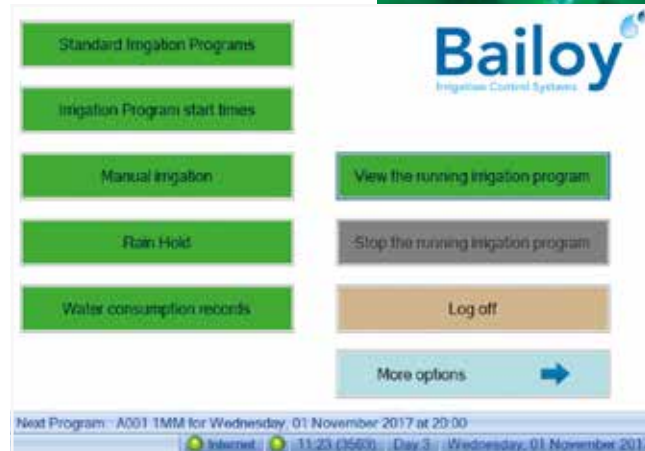 Standard Irrigation Programs
Bailoy
Irrigation Control Systems
Irrigation Program start times
Manual irrigation
View the running irrigation program
Rain Hold
Stop the running irrigation program
Water consumption records
Log off
More options
Next Program: A001 1MM for Wednesday, 01 November 2017 at 20:00
Internet 11:23 (3583) Day 3 Wednesday, 01 November 201